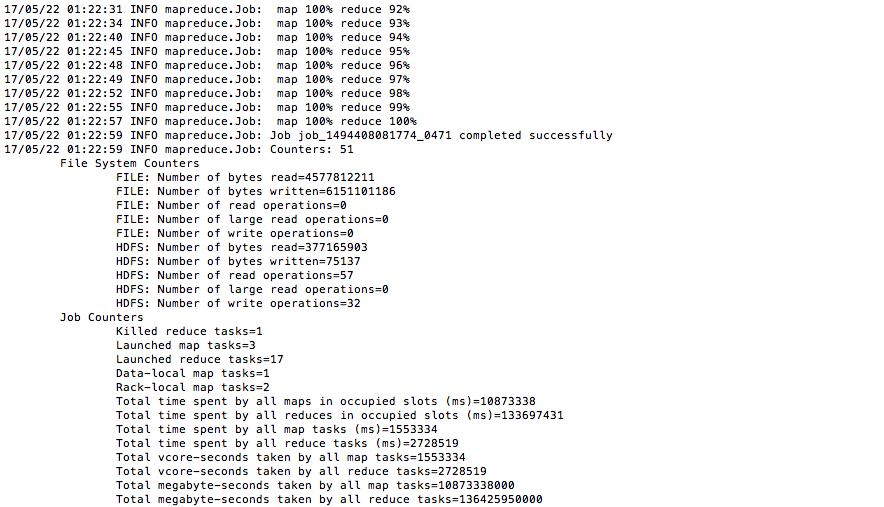 17/05/22 01:22:31 INFO mapreduce.Job:  map 100% reduce 92%
17/05/22 01:22:34 INFO mapreduce.Job:  map 100% reduce 93%
17/05/22 01:22:40 INFO mapreduce.Job:  map 100% reduce 94%
17/05/22 01:22:45 INFO mapreduce.Job:  map 100% reduce 95%
17/05/22 01:22:48 INFO mapreduce.Job:  map 100% reduce 96%
17/05/22 01:22:49 INFO mapreduce.Job:  map 100% reduce 97%
17/05/22 01:22:52 INFO mapreduce.Job:  map 100% reduce 98%
17/05/22 01:22:55 INFO mapreduce.Job:  map 100% reduce 99%
17/05/22 01:22:57 INFO mapreduce.Job:  map 100% reduce 100%
17/05/22 01:22:59 INFO mapreduce.Job: Job job_1494408081774_0471 completed successfully
17/05/22 01:22:59 INFO mapreduce.Job: Counters: 51
File System Counters
FILE: Number of bytes read=4577812211
FILE: Number of bytes written=6151101186
FILE: Number of read operations=0
FILE: Number of large read operations=0
FILE: Number of write operations=0
HDFS: Number of bytes read=377165903
HDFS: Number of bytes written=75137
HDFS: Number of read operations=57
HDFS: Number of large read operations=0
HDFS: Number of write operations=32
Job Counters
Killed reduce tasks=1
Launched map tasks=3
Launched reduce tasks=17
Data-local map tasks=1
Rack-local map tasks=2
Total time spent by all maps in occupied slots (ms)=10873338
Total time spent by all reduces in occupied slots (ms)=133697431
Total time spent by all map tasks (ms)=1553334
Total time spent by all reduce tasks (ms)=2728519
Total vcore-seconds taken by all map tasks=1553334
Total vcore-seconds taken by all reduce tasks=2728519
Total megabyte-seconds taken by all map tasks=10873338000
Total megabyte-seconds taken by all reduce tasks=136425950000